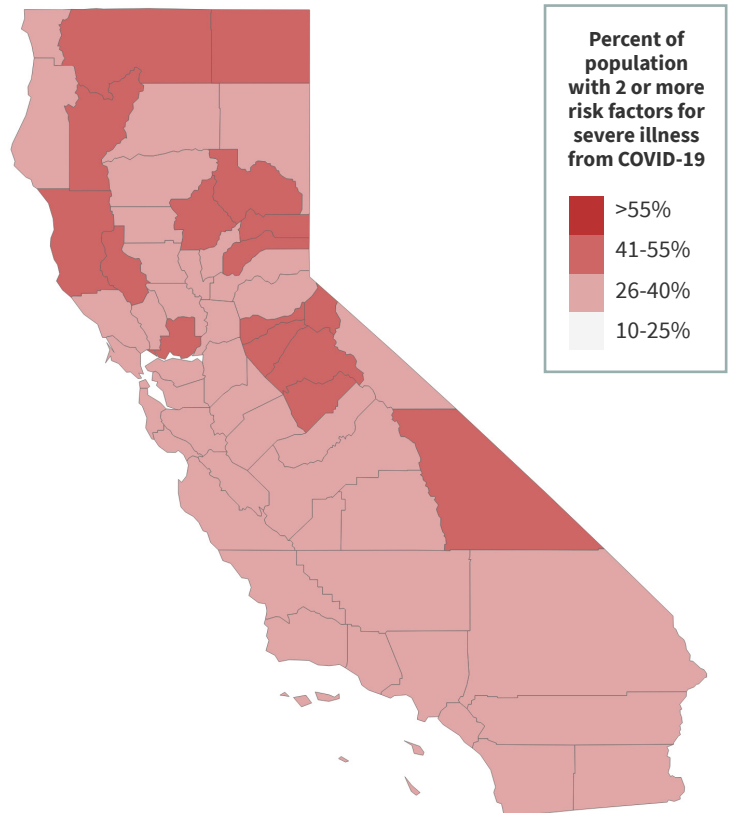 Percent of
population
with 2 or more
risk factors for
severe illness
from COVID-19
>55%
41-55%
26-40%
10-25%